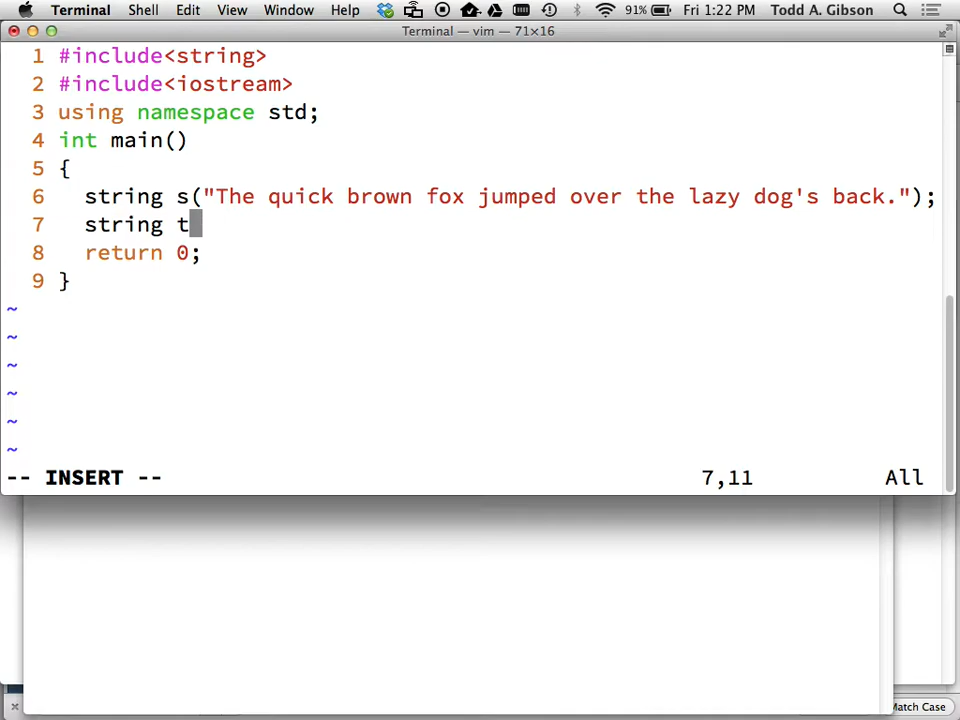 Terminal Shell Edit View Window Help 91% Fri 1:22 PM Todd A. Gibson
Terminal — vim — 71×16
1 #include<string>
2 #include<iostream>
3 using namespace std;
4 int main()
5 {
6   string s("The quick brown fox jumped over the lazy dog's back.");
7   string t
8   return 0;
9 }
~
~
~
~
~
~
-- INSERT -- 7,11 All
Match Case